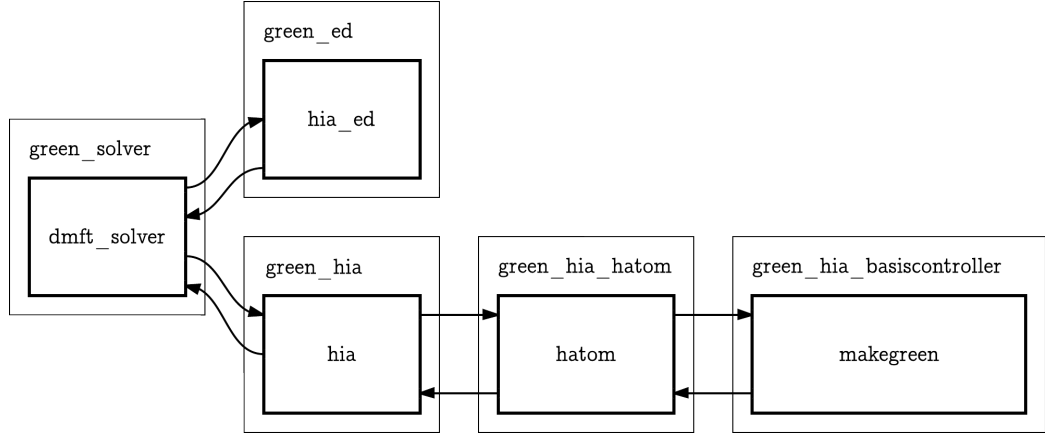 green_ed
hia_ed
green_solver
dmft_solver
green_hia
hia
green_hia_hatom
hatom
green_hia_basiscontroller
makegreen